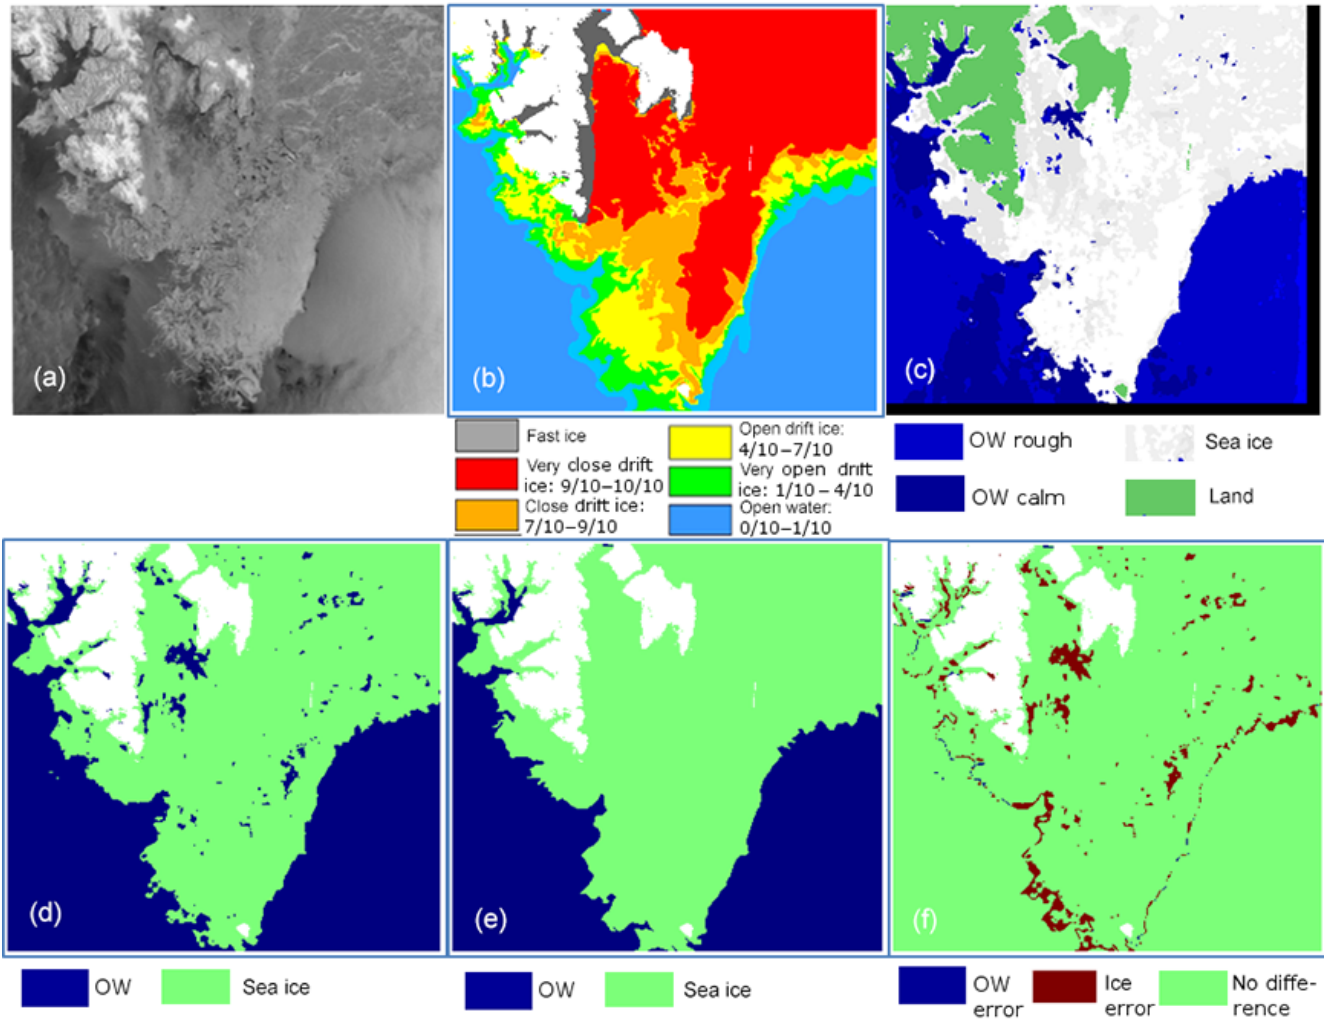 (a)
(b)
(c)
Fast ice
Very close drift
ice: 9/10–10/10
Close drift ice:
7/10–9/10
Open drift ice:
4/10–7/10
Very open drift
ice: 1/10 – 4/10
Open water:
0/10–1/10
OW rough
Sea ice
OW calm
Land
(d)
(e)
(f)
OW
Sea ice
OW
Sea ice
OW
error
Ice
error
No diffe-
rence